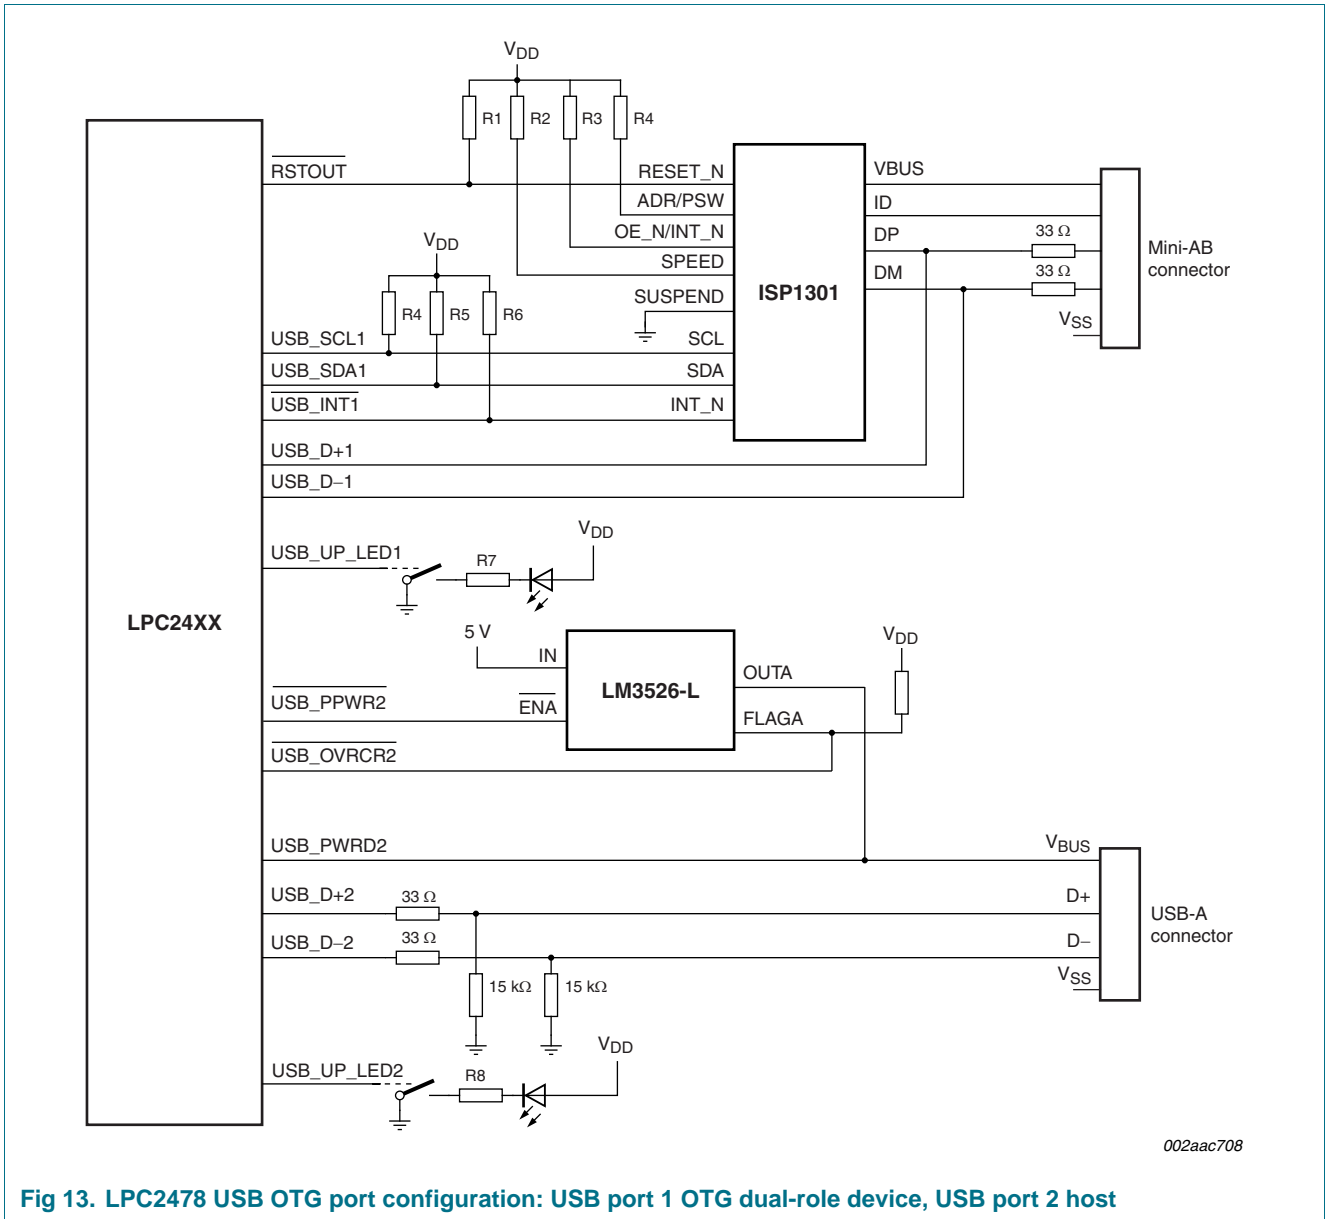 VDD
R1 R2 R3 R4
RSTOUT
RESET_N
ADR/PSW
OE_N/INT_N
SPEED
SUSPEND
SCL
SDA
INT_N
ISP1301
VBUS
ID
DP
DM
33 Ω
33 Ω
VSS
Mini-AB
connector
VDD
R4 R5 R6
USB_SCL1
USB_SDA1
USB_INT1
USB_D+1
USB_D−1
USB_UP_LED1
R7
VDD
LPC24XX
5 V
IN
ENA
LM3526-L
OUTA
FLAGA
VDD
USB_PPWR2
USB_OVRCR2
USB_PWRD2
USB_D+2
33 Ω
USB_D−2
33 Ω
15 kΩ
15 kΩ
VBUS
D+
D−
VSS
USB-A
connector
USB_UP_LED2
R8
VDD
002aac708
Fig 13. LPC2478 USB OTG port configuration: USB port 1 OTG dual-role device, USB port 2 host